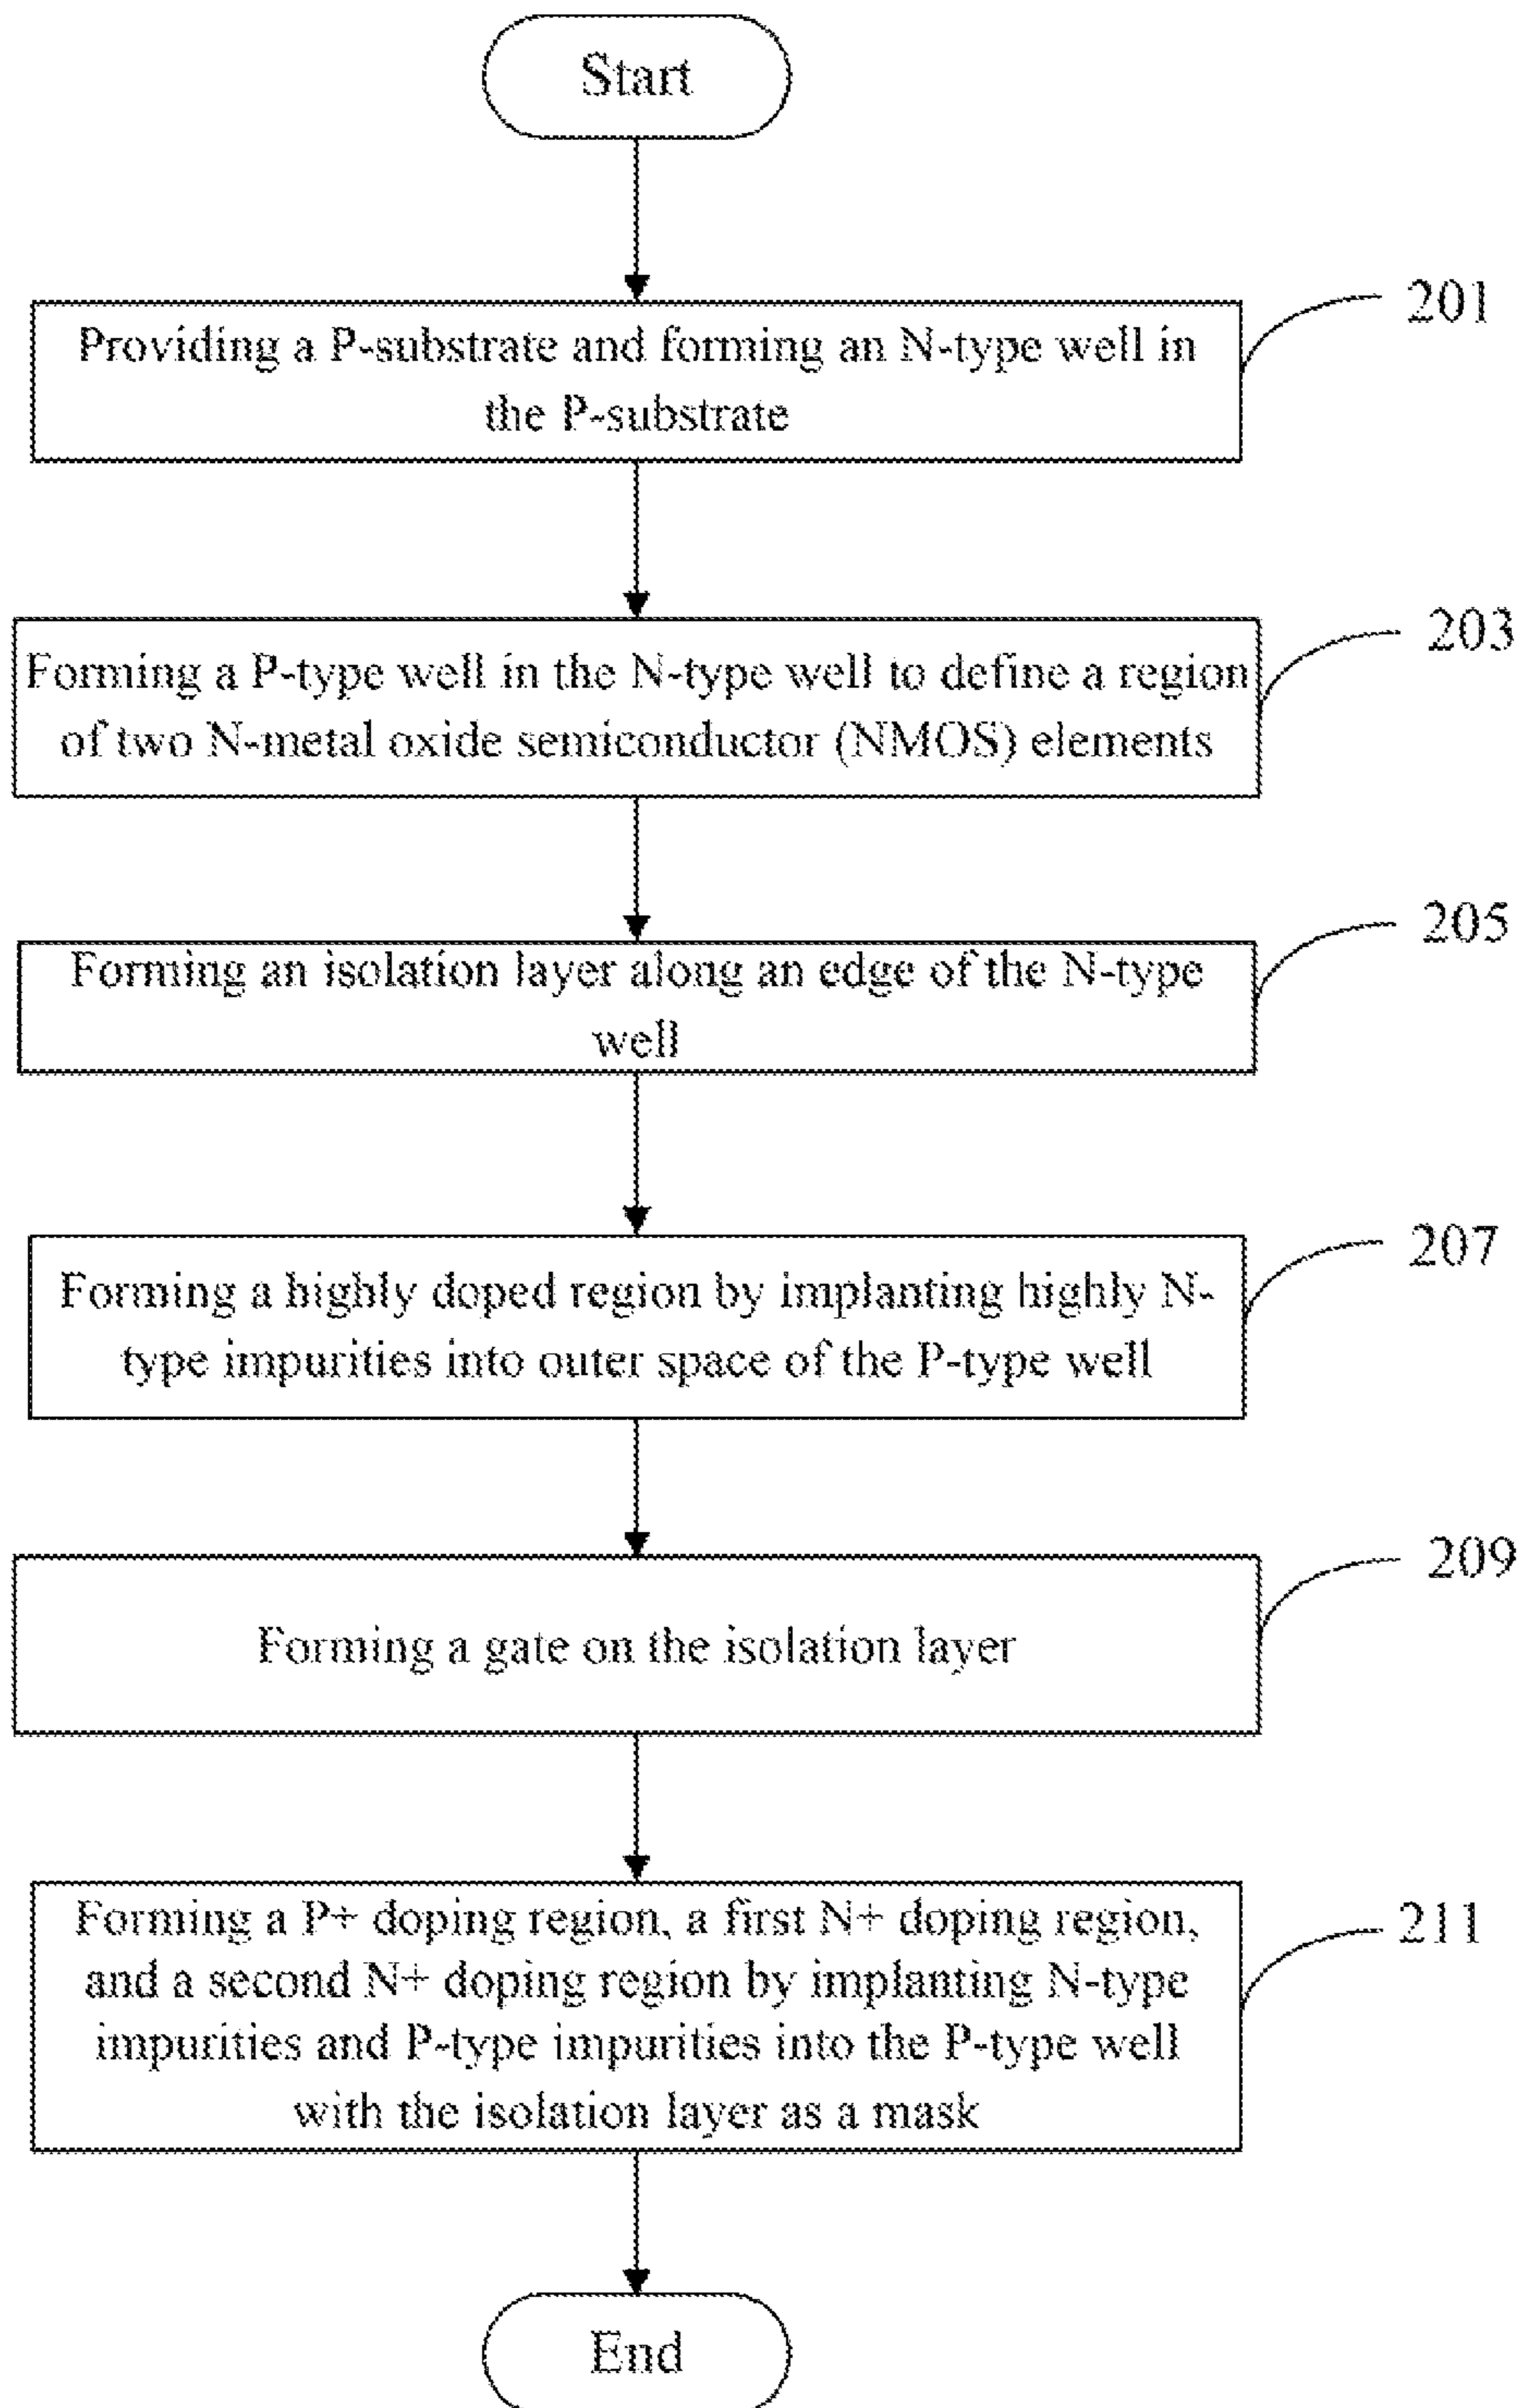 Start
201
Providing a P-substrate and forming an N-type well in
the P-substrate
203
Forming a P-type well in the N-type well to define a region
of two N-metal oxide semiconductor (NMOS) elements
205
Forming an isolation layer along an edge of the N-type
well
207
Forming a highly doped region by implanting highly N-
type impurities into outer space of the P-type well
209
Forming a gate on the isolation layer
211
Forming a P+ doping region, a first N+ doping region,
and a second N+ doping region by implanting N-type
impurities and P-type impurities into the P-type well
with the isolation layer as a mask
End